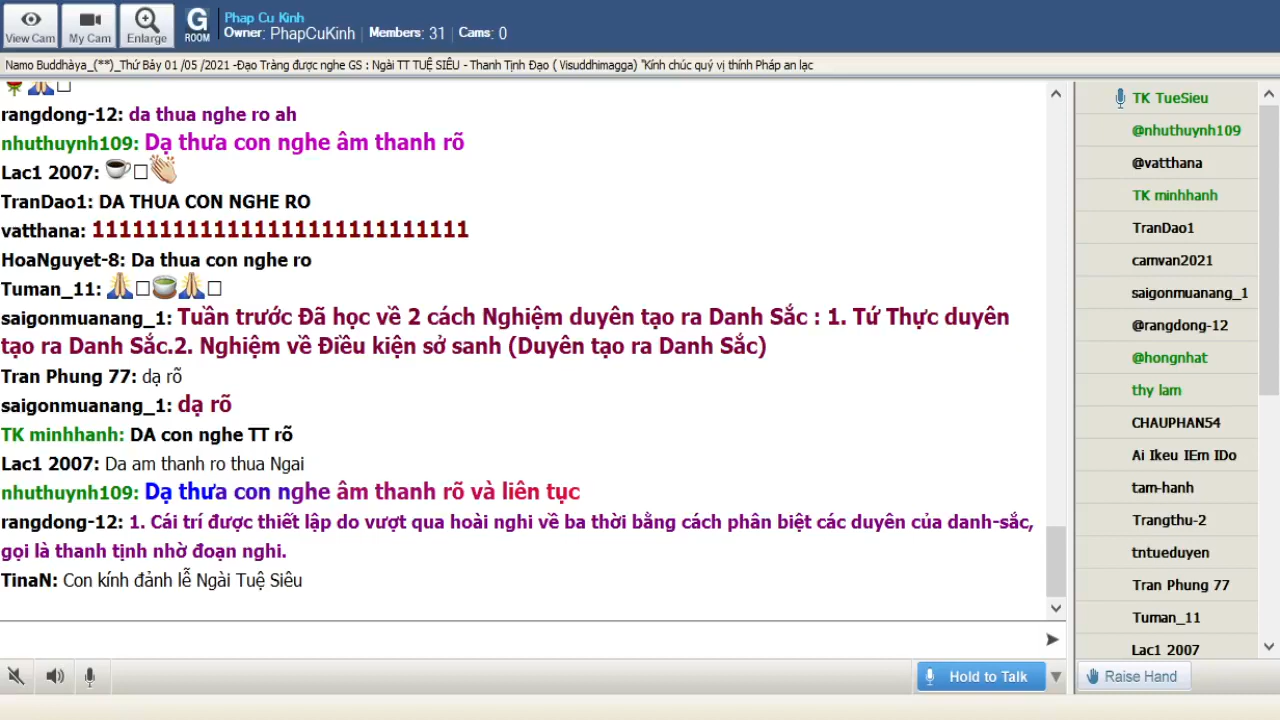 View Cam
My Cam
Enlarge
G
ROOM
Phap Cu Kinh
Owner: PhapCuKinh Members: 31 Cams: 0
Namo Buddhàya_(**)_Thứ Bảy 01 /05 /2021 -Đạo Tràng được nghe GS : Ngài TT TUỆ SIÊU - Thanh Tịnh Đạo ( Visuddhimagga) "Kính chúc quý vị thính Pháp an lạc
rangdong-12: da thua nghe ro ah
nhuthuynh109: Dạ thưa con nghe âm thanh rõ
Lac1 2007:
TranDao1: DA THUA CON NGHE RO
vatthana: 1111111111111111111111111111
HoaNguyet-8: Da thua con nghe ro
Tuman_11:
saigonmuanang_1: Tuần trước Đã học về 2 cách Nghiệm duyên tạo ra Danh Sắc : 1. Tứ Thực duyên
tạo ra Danh Sắc.2. Nghiệm về Điều kiện sở sanh (Duyên tạo ra Danh Sắc)
Tran Phung 77: dạ rõ
saigonmuanang_1: dạ rõ
TK minhhanh: DA con nghe TT rõ
Lac1 2007: Da am thanh ro thua Ngai
nhuthuynh109: Dạ thưa con nghe âm thanh rõ và liên tục
rangdong-12: 1. Cái trí được thiết lập do vượt qua hoài nghi về ba thời bằng cách phân biệt các duyên của danh-sắc,
gọi là thanh tịnh nhờ đoạn nghi.
TinaN: Con kính đảnh lễ Ngài Tuệ Siêu
TK TueSieu
@nhuthuynh109
@vatthana
TK minhhanh
TranDao1
camvan2021
saigonmuanang_1
@rangdong-12
@hongnhat
thy lam
CHAUPHAN54
Ai Ikeu IEm IDo
tam-hanh
Trangthu-2
tntueduyen
Tran Phung 77
Tuman_11
Lac1 2007
Hold to Talk
Raise Hand